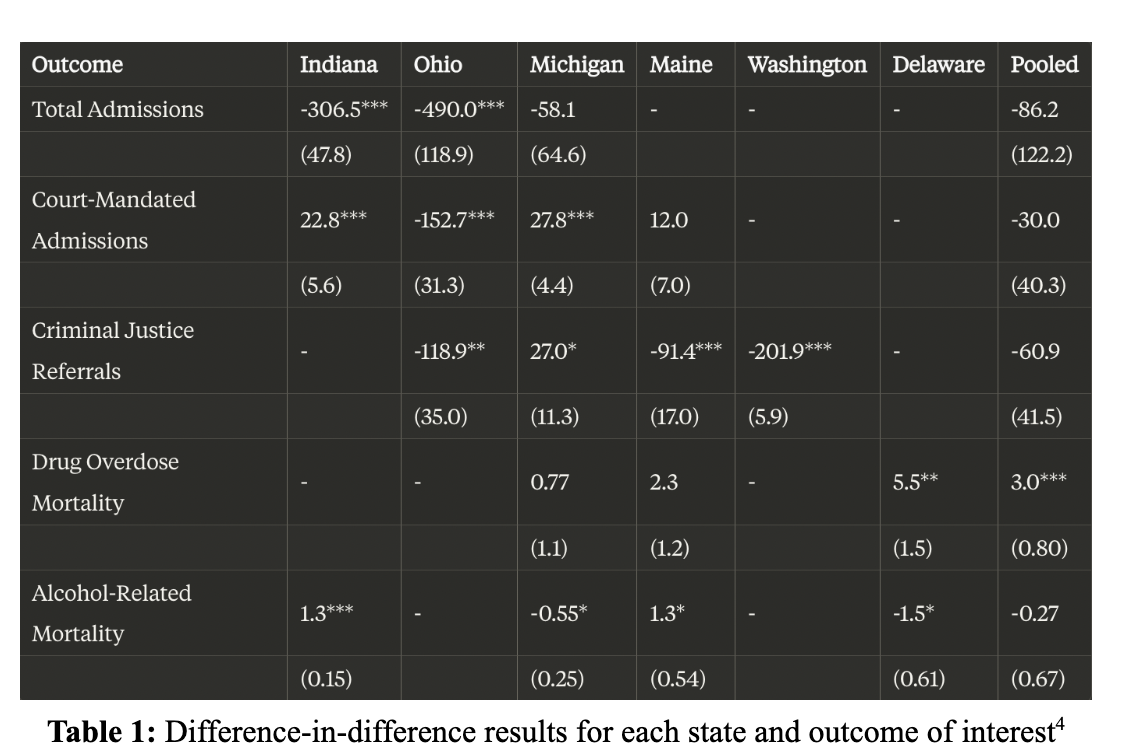 Outcome Indiana Ohio Michigan Maine Washington Delaware Pooled
Total Admissions -306.5*** -490.0*** -58.1 - - - -86.2
(47.8) (118.9) (64.6) (122.2)
Court-Mandated
Admissions 22.8*** -152.7*** 27.8*** 12.0 - - -30.0
(5.6) (31.3) (4.4) (7.0) (40.3)
Criminal Justice
Referrals - -118.9** 27.0* -91.4*** -201.9*** - -60.9
(35.0) (11.3) (17.0) (5.9) (41.5)
Drug Overdose
Mortality - - 0.77 2.3 - 5.5** 3.0***
(1.1) (1.2) (1.5) (0.80)
Alcohol-Related
Mortality 1.3*** - -0.55* 1.3* - -1.5* -0.27
(0.15) (0.25) (0.54) (0.61) (0.67)
Table 1: Difference-in-difference results for each state and outcome of interest4